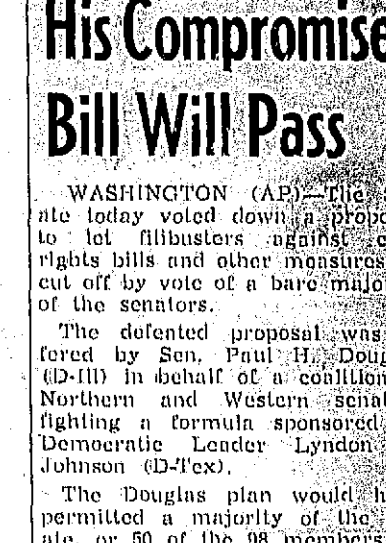 His Compromise
Bill Will Pass
WASHINGTON (AP)—The
ate today voted down a propo
to let filibusters against c
rights bills and other measures
cut off by vote of a bare major
of the senators.
The defeated proposal was
fered by Sen. Paul H. Doug
(D-Ill) in behalf of a coalition
Northern and Western senat
fighting a formula sponsored
Democratic Leader Lyndon
Johnson (D-Tex).
The Douglas plan would h
permitted a majority of the
ate, or 50 of the 98 members